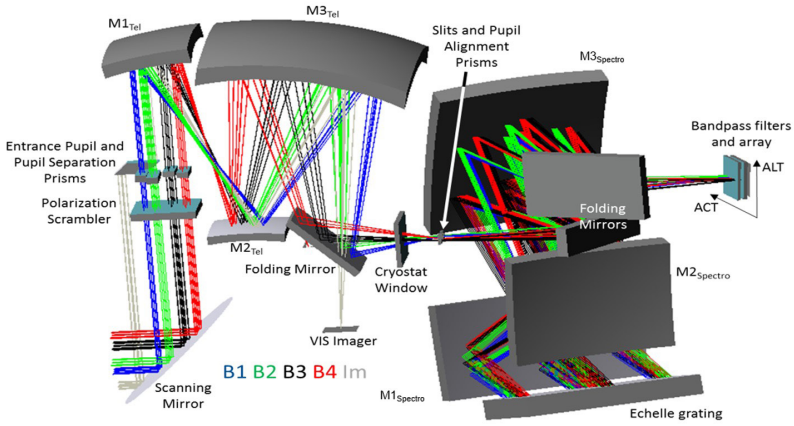 M1Tel
M3Tel
Slits and Pupil
Alignment
Prisms
M3Spectro
Bandpass filters
and array
ALT
ACT
Entrance Pupil and
Pupil Separation
Prisms
Polarization
Scrambler
Folding
Mirrors
M2Tel
Folding Mirror
Cryostat
Window
M2Spectro
VIS Imager
B1 B2 B3 B4 Im
Scanning
Mirror
M1Spectro
Echelle grating